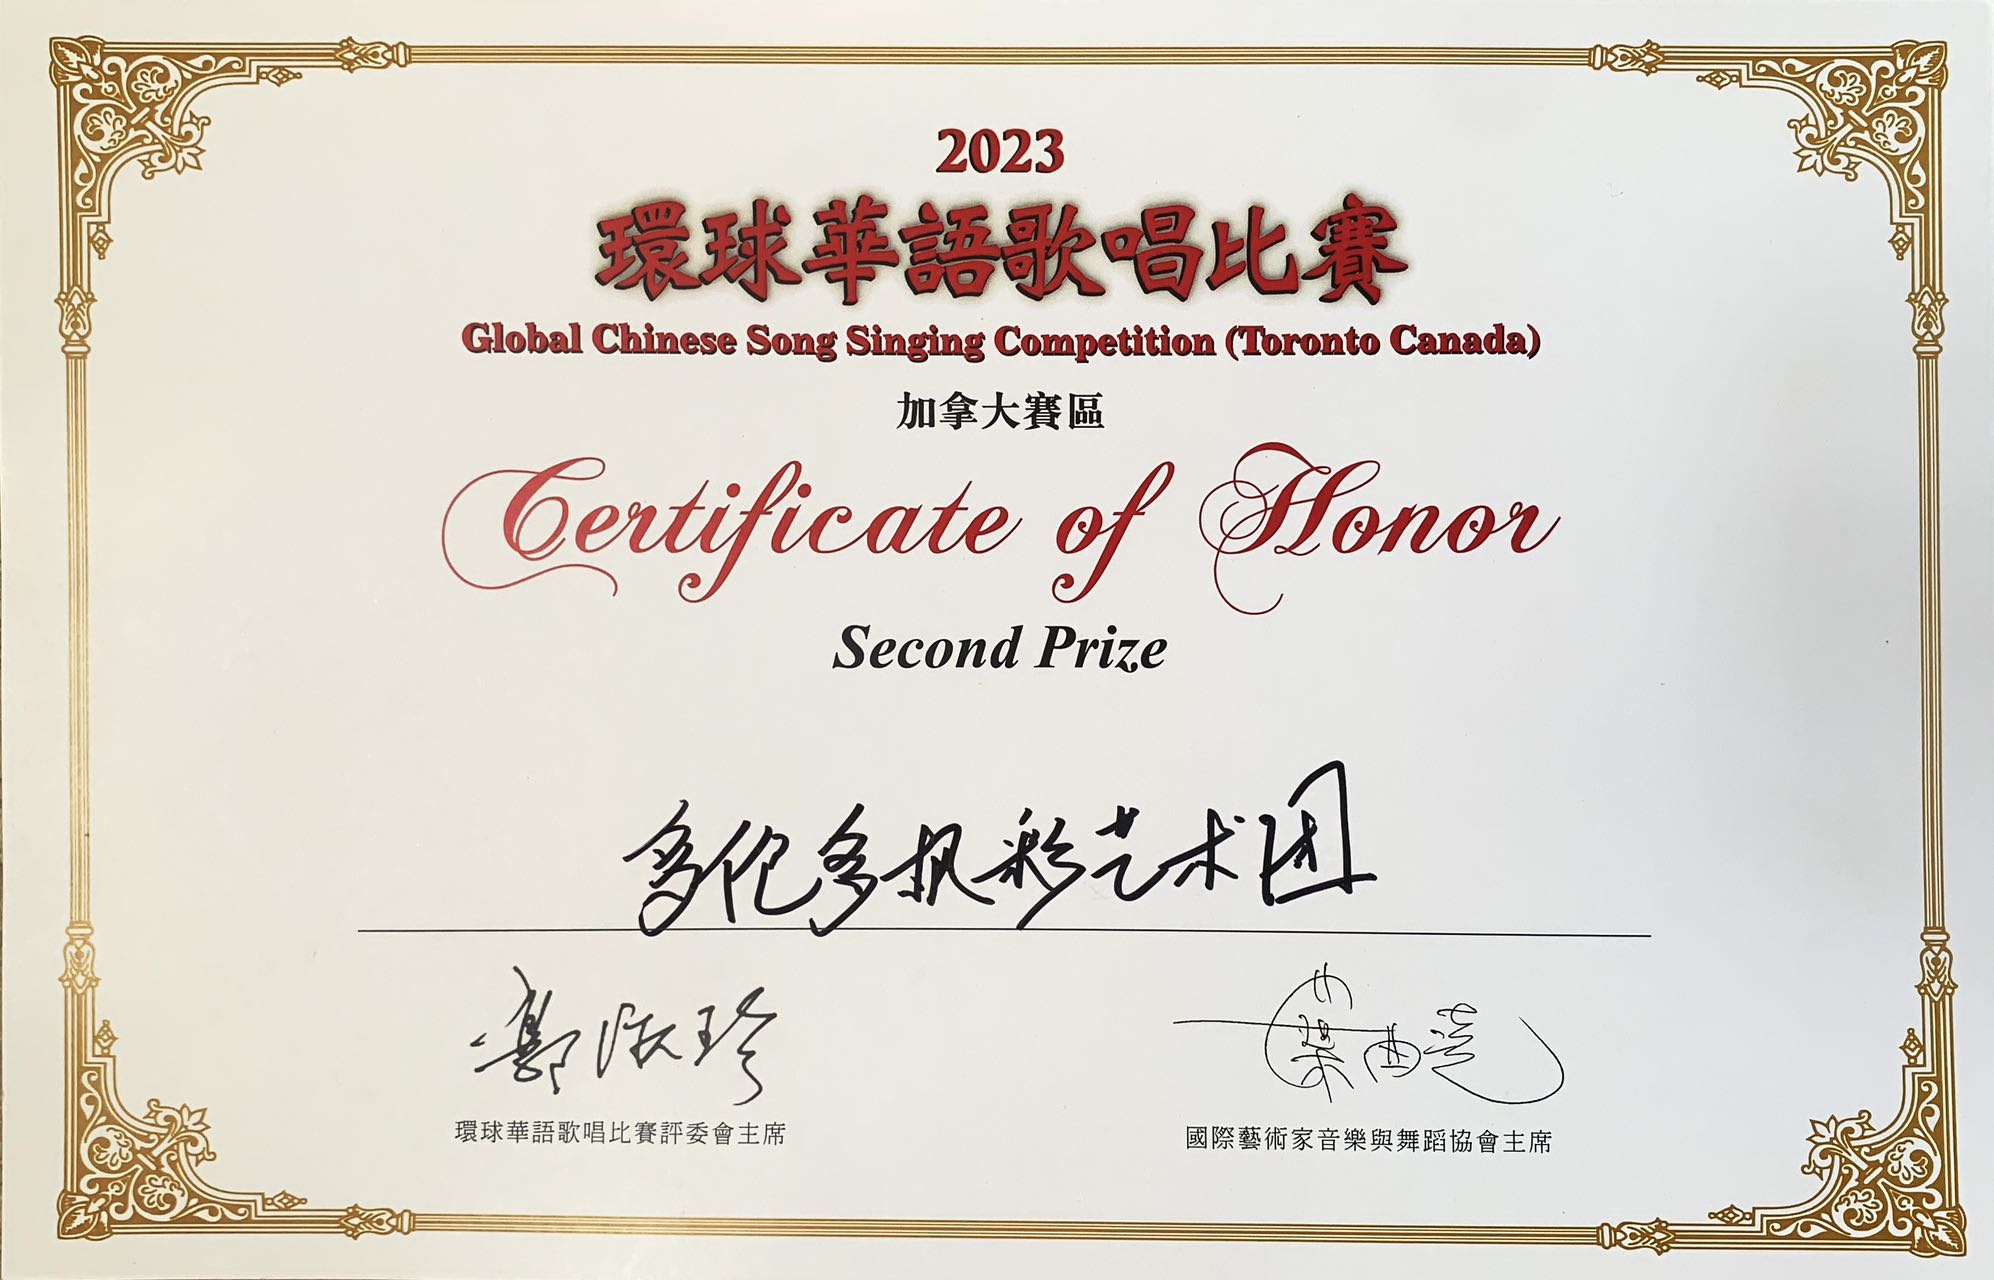 2023
環球華語歌唱比賽
Global Chinese Song Singing Competition (Toronto Canada)
加拿大賽區
Certificate of Honor
Second Prize
多伦多枫彩艺术团
環球華語歌唱比賽評委會主席
國際藝術家音樂與舞蹈協會主席